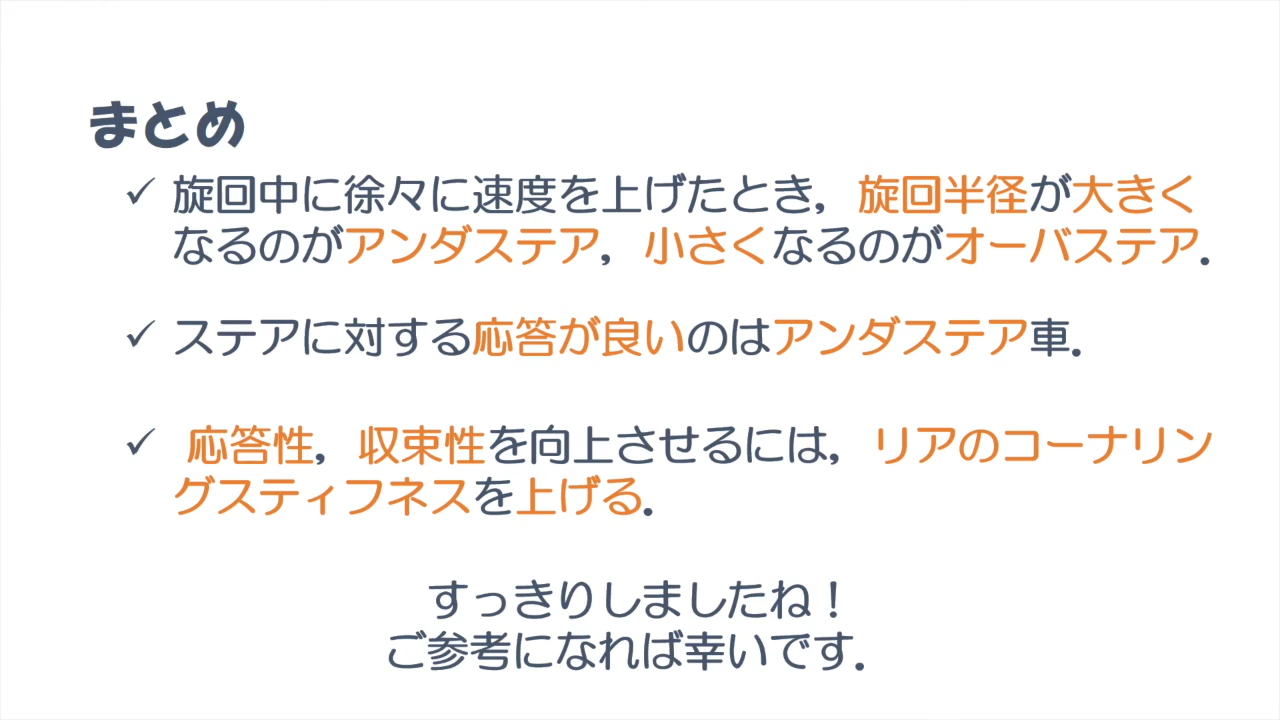 まとめ
✓ 旋回中に徐々に速度を上げたとき，旋回半径が大きく
なるのがアンダステア，小さくなるのがオーバステア．
✓ ステアに対する応答が良いのはアンダステア車．
✓ 応答性，収束性を向上させるには，リアのコーナリン
グスティフネスを上げる．
すっきりしましたね！
ご参考になれば幸いです．